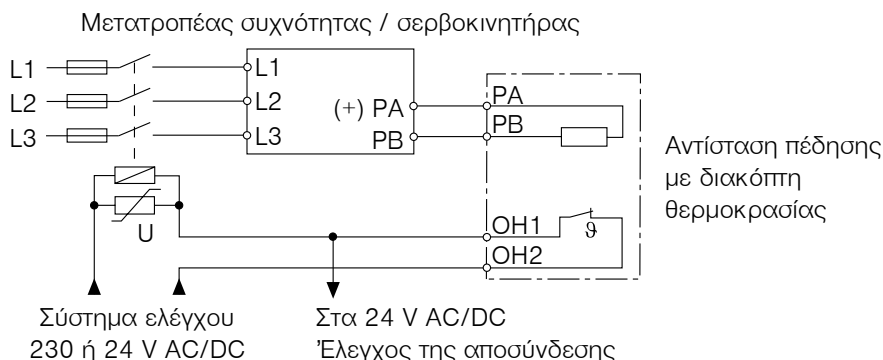 Μετατροπέας συχνότητας / σερβοκινητήρας
L1
L2
L3
L1
L2
L3
(+) PA
PB
PA
PB
Αντίσταση πέδησης
με διακόπτη
θερμοκρασίας
U
OH1
ϑ
OH2
Σύστημα ελέγχου
230 ή 24 V AC/DC
Στα 24 V AC/DC
Έλεγχος της αποσύνδεσης